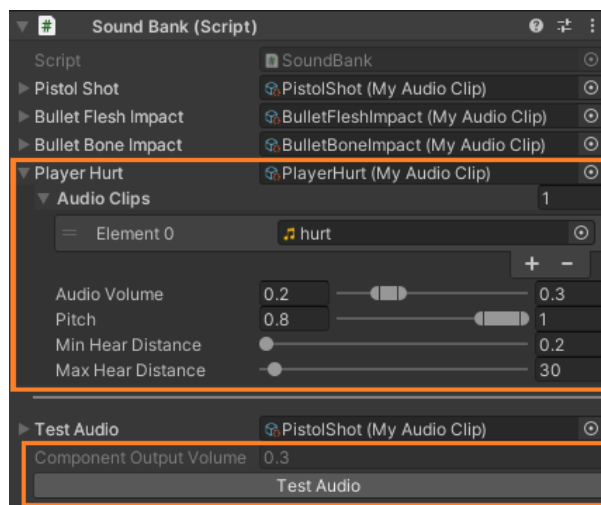 # Sound Bank (Script)
Script SoundBank
Pistol Shot PistolShot (My Audio Clip)
Bullet Flesh Impact BulletFleshImpact (My Audio Clip)
Bullet Bone Impact BulletBoneImpact (My Audio Clip)
Player Hurt PlayerHurt (My Audio Clip)
Audio Clips 1
Element 0 hurt
+ -
Audio Volume 0.2 0.3
Pitch 0.8 1
Min Hear Distance 0.2
Max Hear Distance 30
Test Audio PistolShot (My Audio Clip)
Component Output Volume 0.3
Test Audio